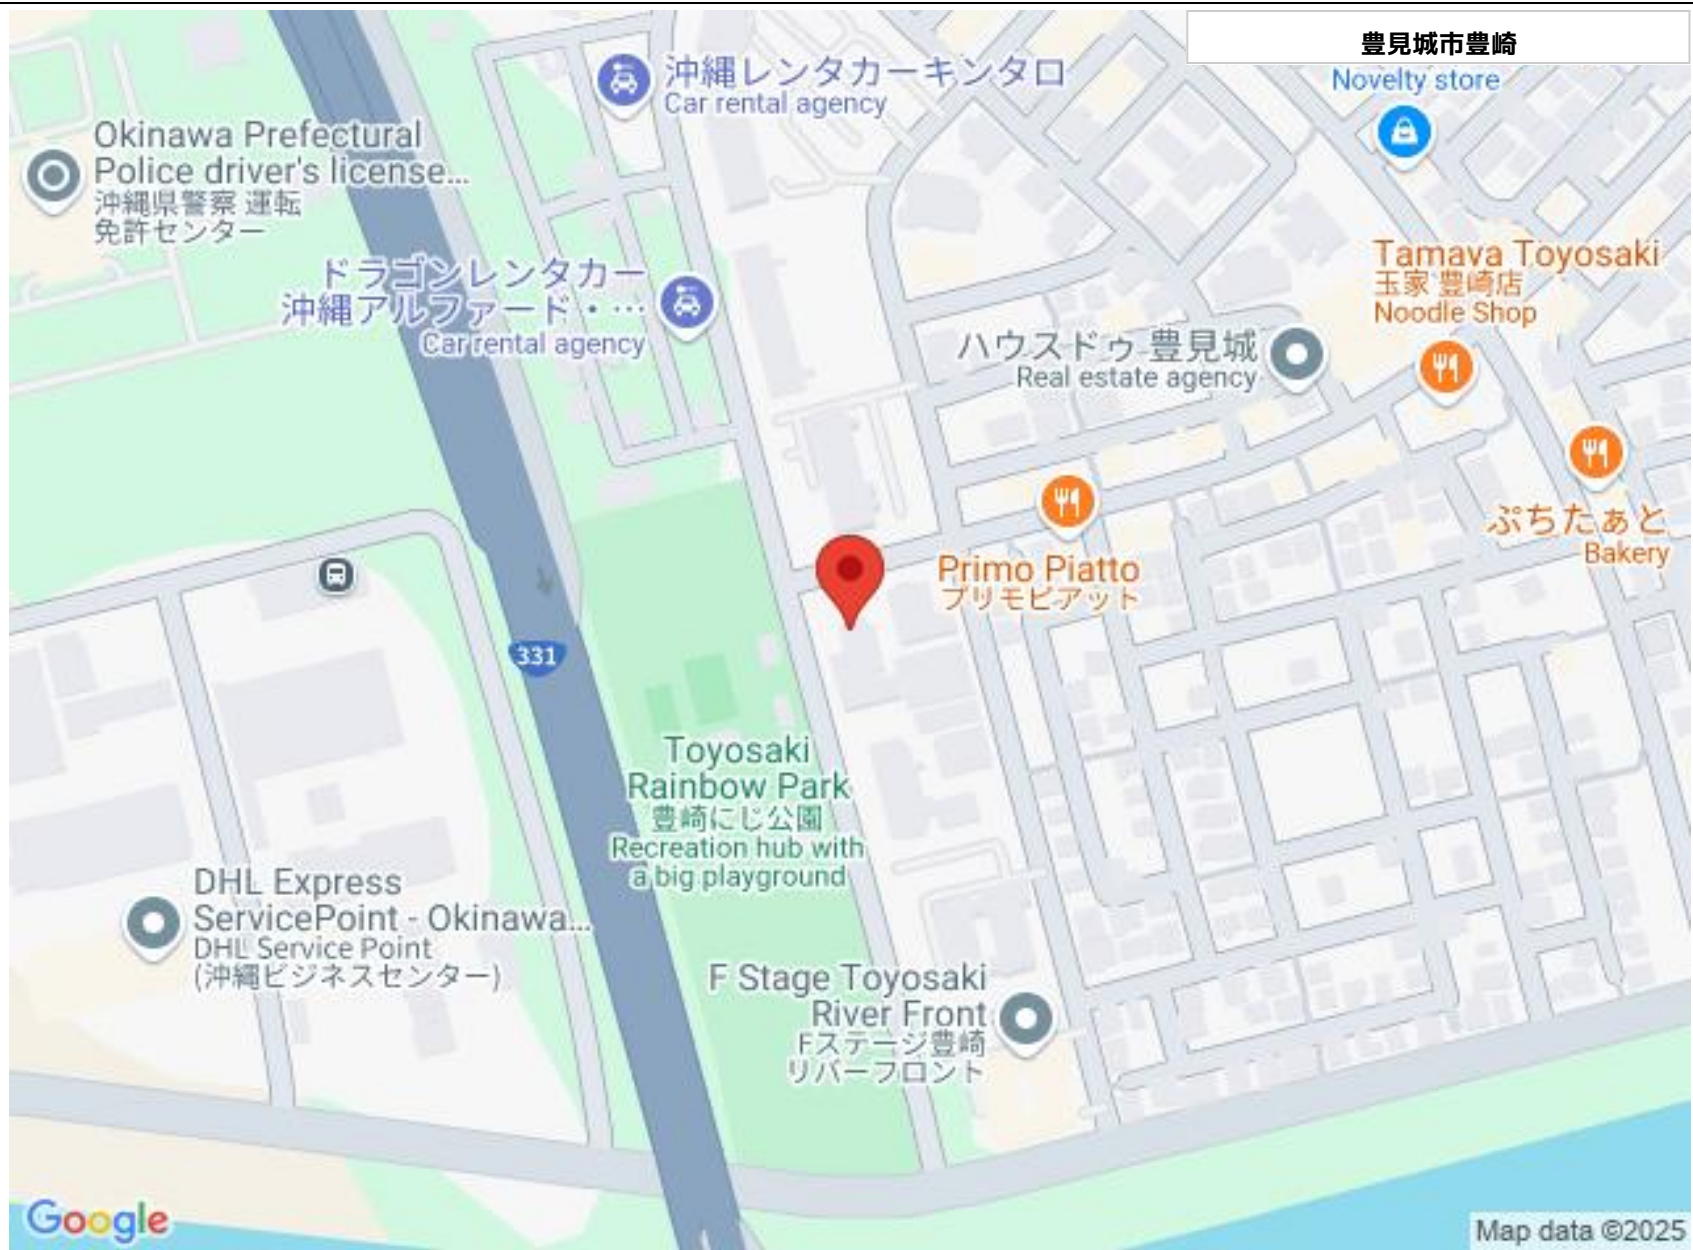 豊見城市豊崎
沖縄レンタカーキンタロ
Car rental agency
Novelty store
Okinawa Prefectural
Police driver's license...
沖縄県警察 運転
免許センター
ドラゴンレンタカー
沖縄アルファード・…
Car rental agency
Tamava Toyosaki
玉家 豊崎店
Noodle Shop
ハウスドゥ 豊見城
Real estate agency
ぷちたぁと
Bakery
Primo Piatto
プリモピアット
331
Toyosaki
Rainbow Park
豊崎にじ公園
Recreation hub with
a big playground
DHL Express
ServicePoint - Okinawa...
DHL Service Point
(沖縄ビジネスセンター)
F Stage Toyosaki
River Front
Fステージ豊崎
リバーフロント
Google
Map data ©2025